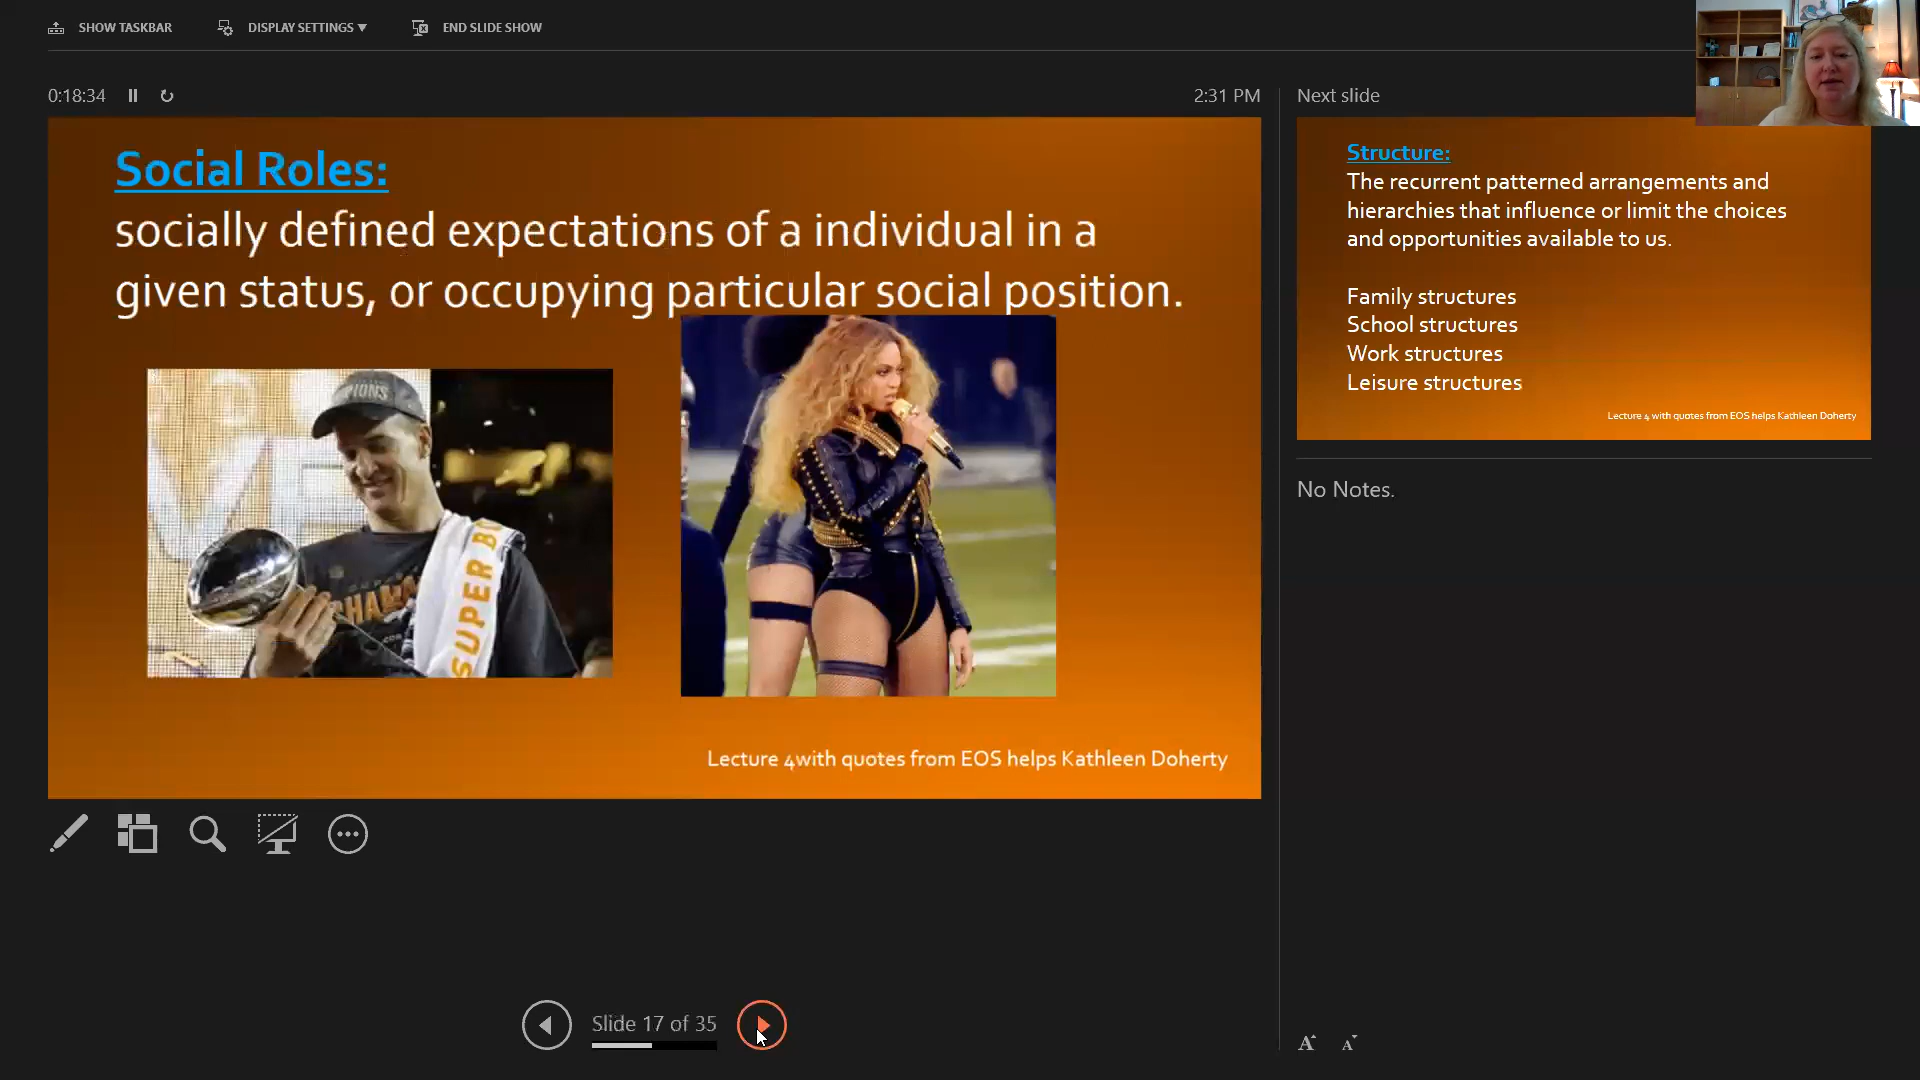 SHOW TASKBAR
DISPLAY SETTINGS ▾
END SLIDE SHOW
0:18:34
2:31 PM
Next slide
Social Roles:
socially defined expectations of a individual in a
given status, or occupying particular social position.
PIONS
SUPER
Lecture 4with quotes from EOS helps Kathleen Doherty
Structure:
The recurrent patterned arrangements and
hierarchies that influence or limit the choices
and opportunities available to us.
Family structures
School structures
Work structures
Leisure structures
Lecture 4 with quotes from EOS helps Kathleen Doherty
No Notes.
Slide 17 of 35
A A